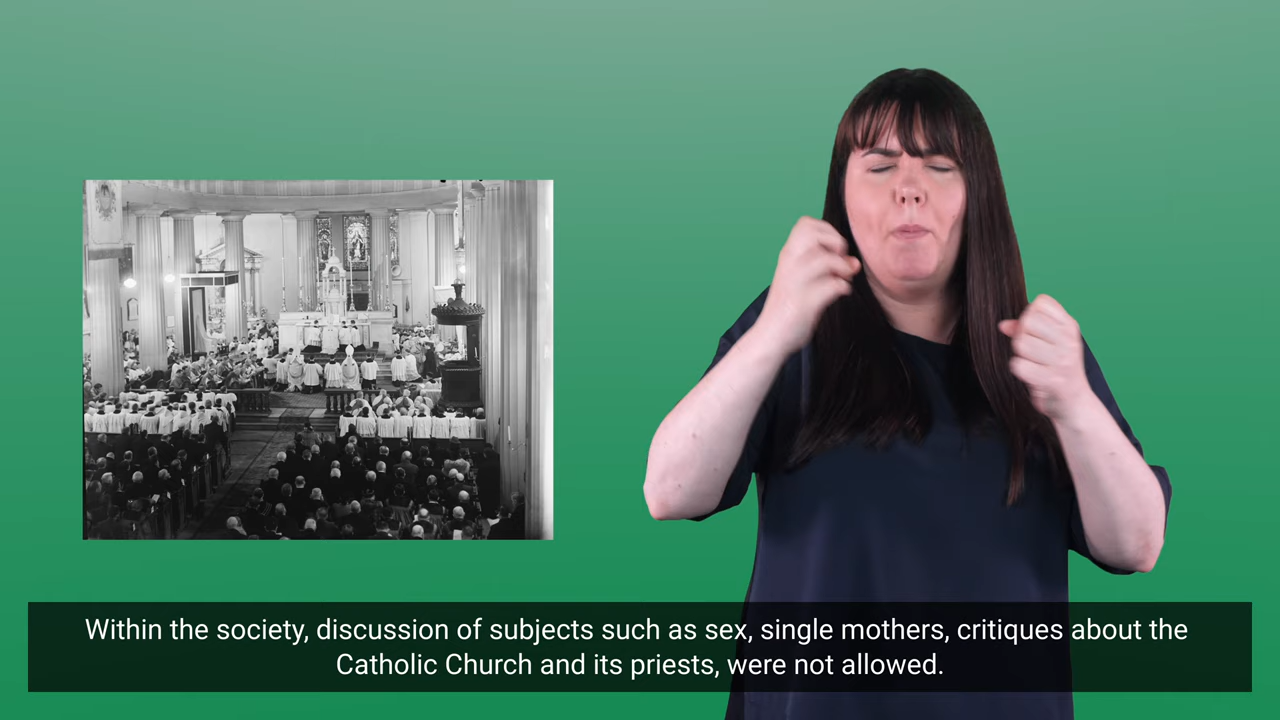 Within the society, discussion of subjects such as sex, single mothers, critiques about the
Catholic Church and its priests, were not allowed.